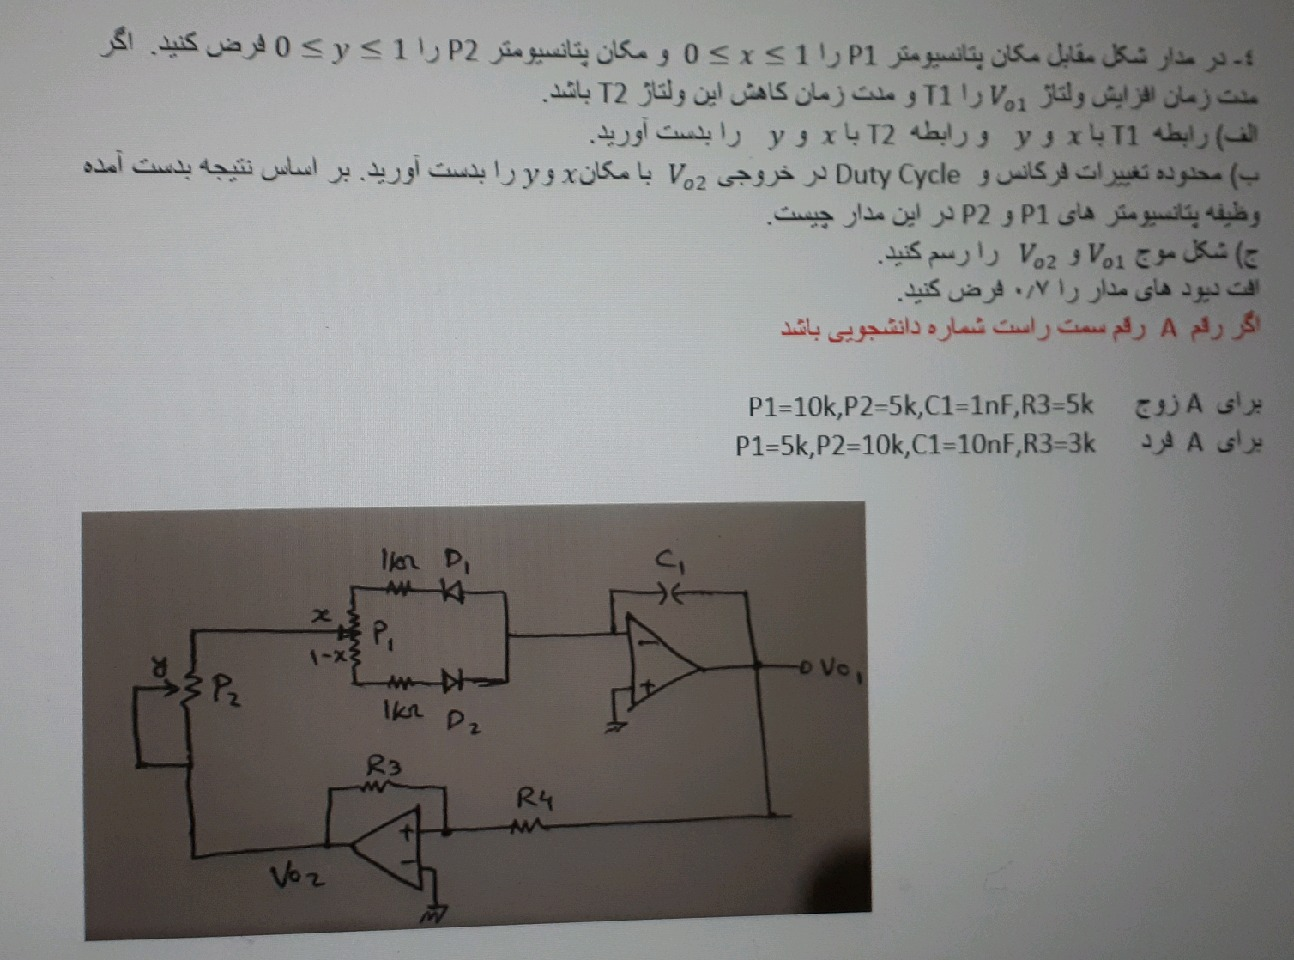 ٤- در مدار شکل مقابل مکان پتانسیومتر P1 را 0 ≤ x ≤ 1 و مکان پتانسیومتر P2 را 0 ≤ y ≤ 1 فرض کنید. اگر
مدت زمان افزایش ولتاژ Vo1 را T1 و مدت زمان کاهش این ولتاژ T2 باشد.
الف) رابطه T1 با x و y و رابطه T2 با x و y را بدست آورید.
ب) محدوده تغییرات فرکانس و Duty Cycle در خروجی Vo2 با مکان x و y را بدست آورید. بر اساس نتیجه بدست آمده
وظیفه پتانسیومتر های P1 و P2 در این مدار چیست.
ج) شکل موج Vo1 و Vo2 را رسم کنید.
افت دیود های مدار را ۰/۷ فرض کنید.
اگر رقم A رقم سمت راست شماره دانشجویی باشد
برای A زوج P1=10k,P2=5k,C1=1nF,R3=5k
برای A فرد P1=5k,P2=10k,C1=10nF,R3=3k
1kΩ D1 C1
x
P1
1-x
- 
+
Vo1
y P2
1kΩ D2
R3
R4
+
-
Vo2